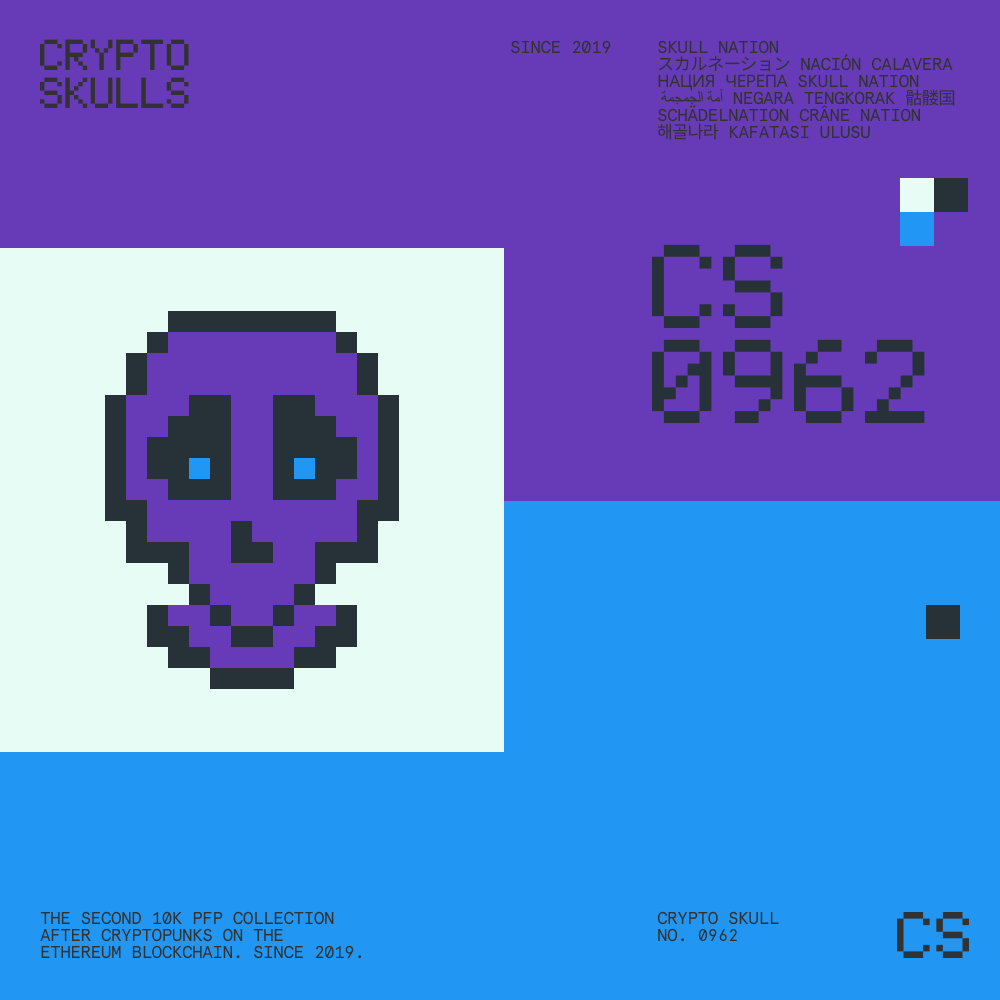 CRYPTO
SKULLS
SINCE 2019
SKULL NATION
スカルネーション NACIÓN CALAVERA
НАЦИЯ ЧЕРЕПА SKULL NATION
أمة الجمجمة NEGARA TENGKORAK 骷髅国
SCHÄDELNATION CRÂNE NATION
해골나라 KAFATASI ULUSU
CS
0962
THE SECOND 10K PFP COLLECTION
AFTER CRYPTOPUNKS ON THE
ETHEREUM BLOCKCHAIN. SINCE 2019.
CRYPTO SKULL
NO. 0962
CS